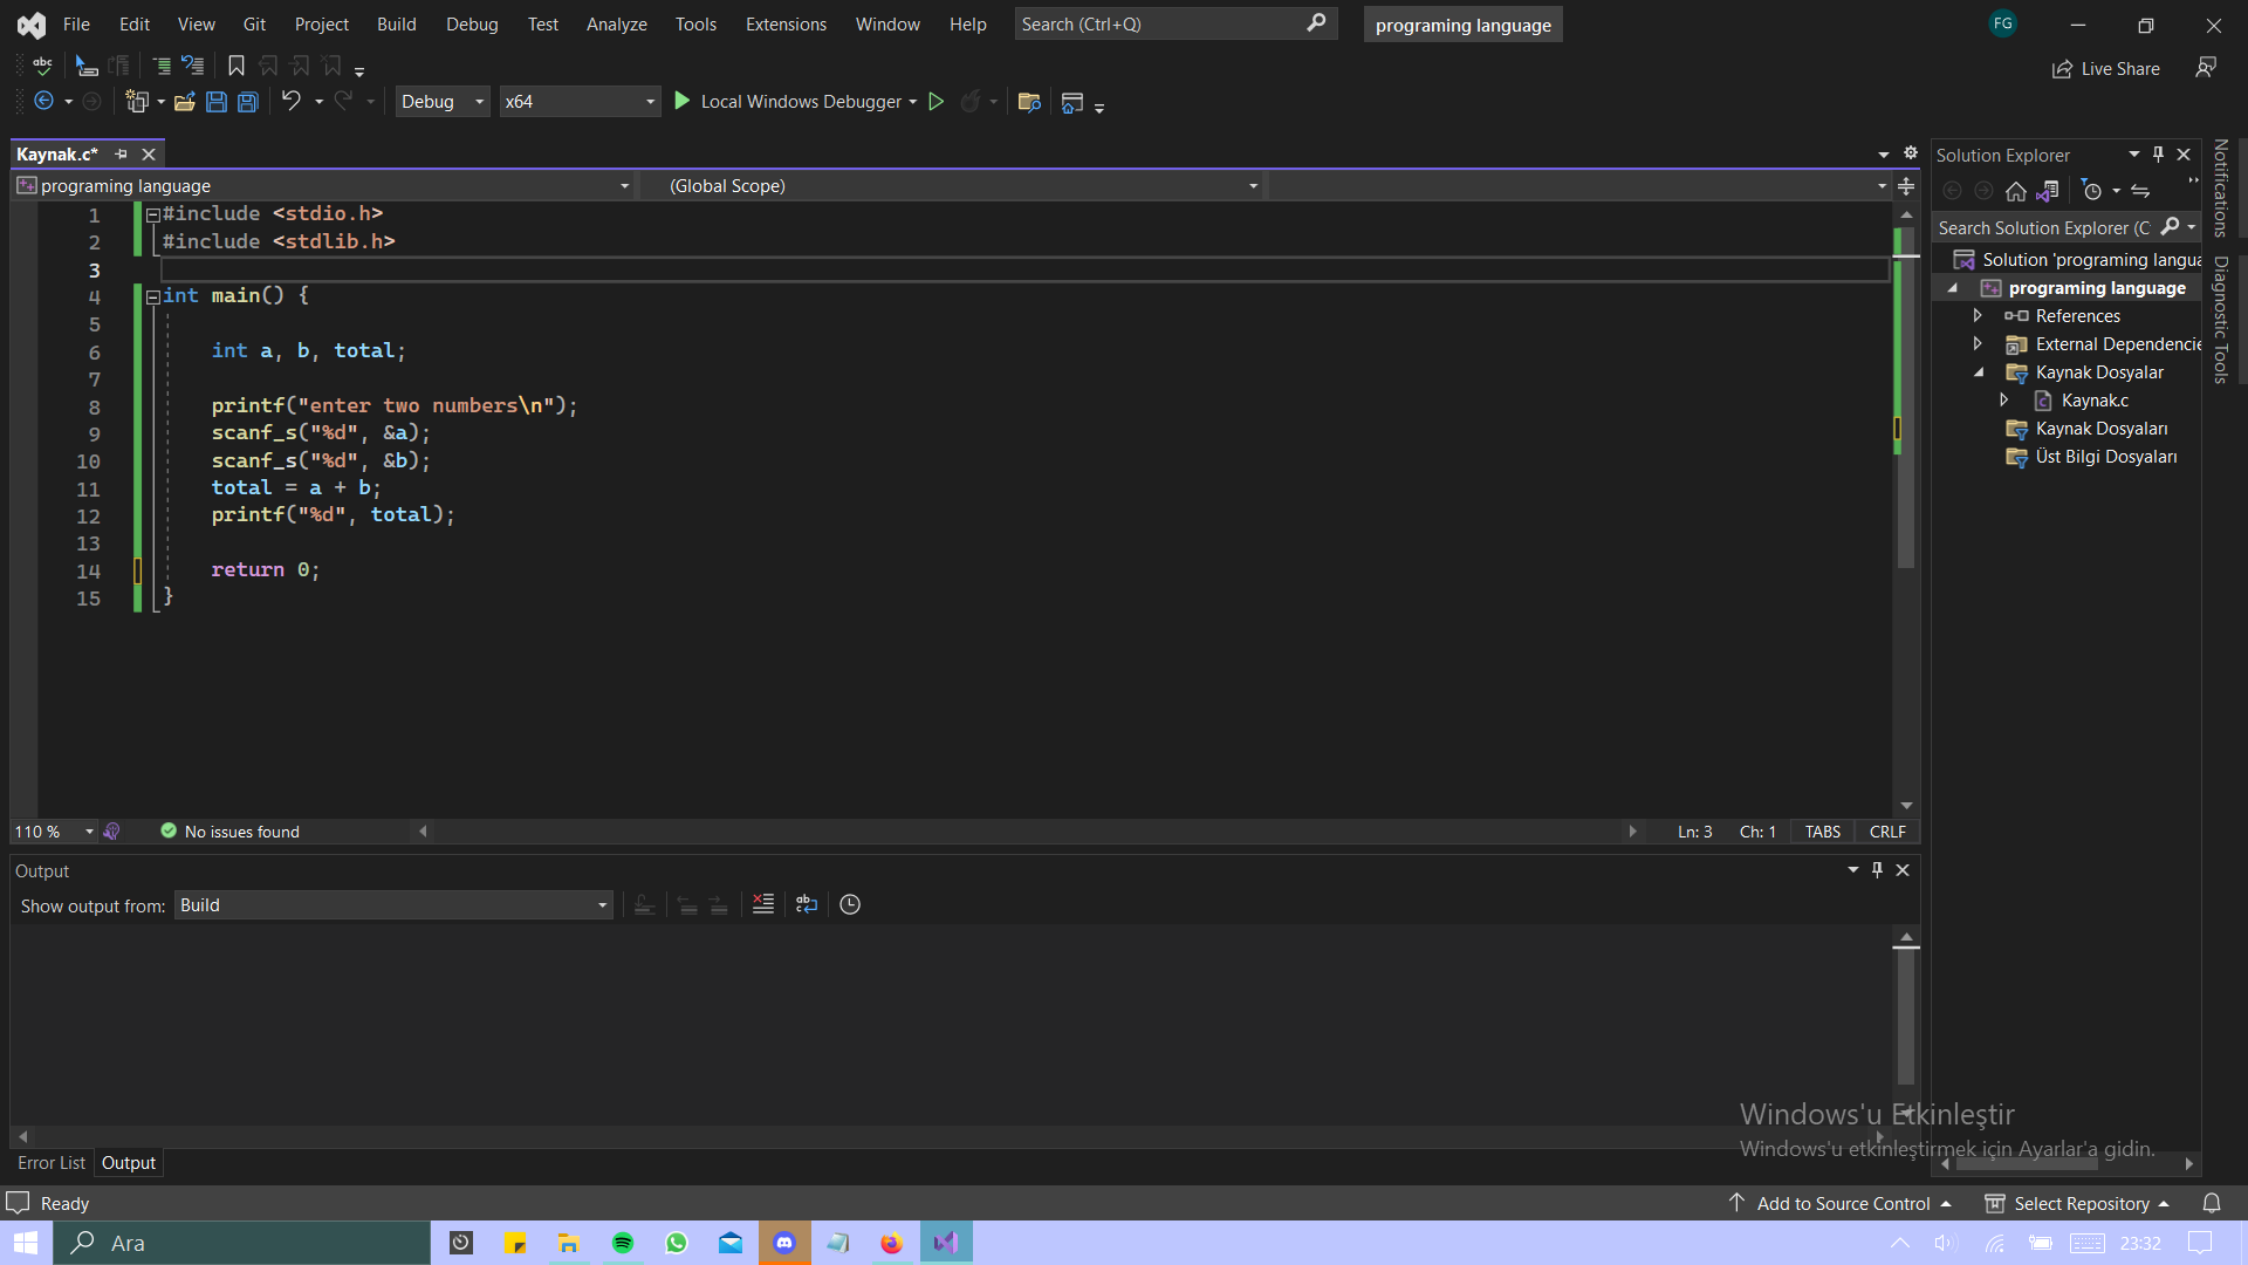 File Edit View Git Project Build Debug Test Analyze Tools Extensions Window Help Search (Ctrl+Q) programing language FG
abc Live Share
Debug x64 Local Windows Debugger
Kaynak.c*
Solution Explorer
programing language (Global Scope)
Search Solution Explorer (C
Solution 'programing langua
programing language
References
External Dependencie
Kaynak Dosyalar
Kaynak.c
Kaynak Dosyaları
Üst Bilgi Dosyaları
Notifications
Diagnostic Tools
1 #include <stdio.h>
2 #include <stdlib.h>
3
4 int main() {
5
6 int a, b, total;
7
8 printf("enter two numbers\n");
9 scanf_s("%d", &a);
10 scanf_s("%d", &b);
11 total = a + b;
12 printf("%d", total);
13
14 return 0;
15 }
110 % No issues found Ln: 3 Ch: 1 TABS CRLF
Output
Show output from: Build
Windows'u Etkinleştir
Windows'u etkinleştirmek için Ayarlar'a gidin.
Error List Output
Ready Add to Source Control Select Repository
Ara 23:32